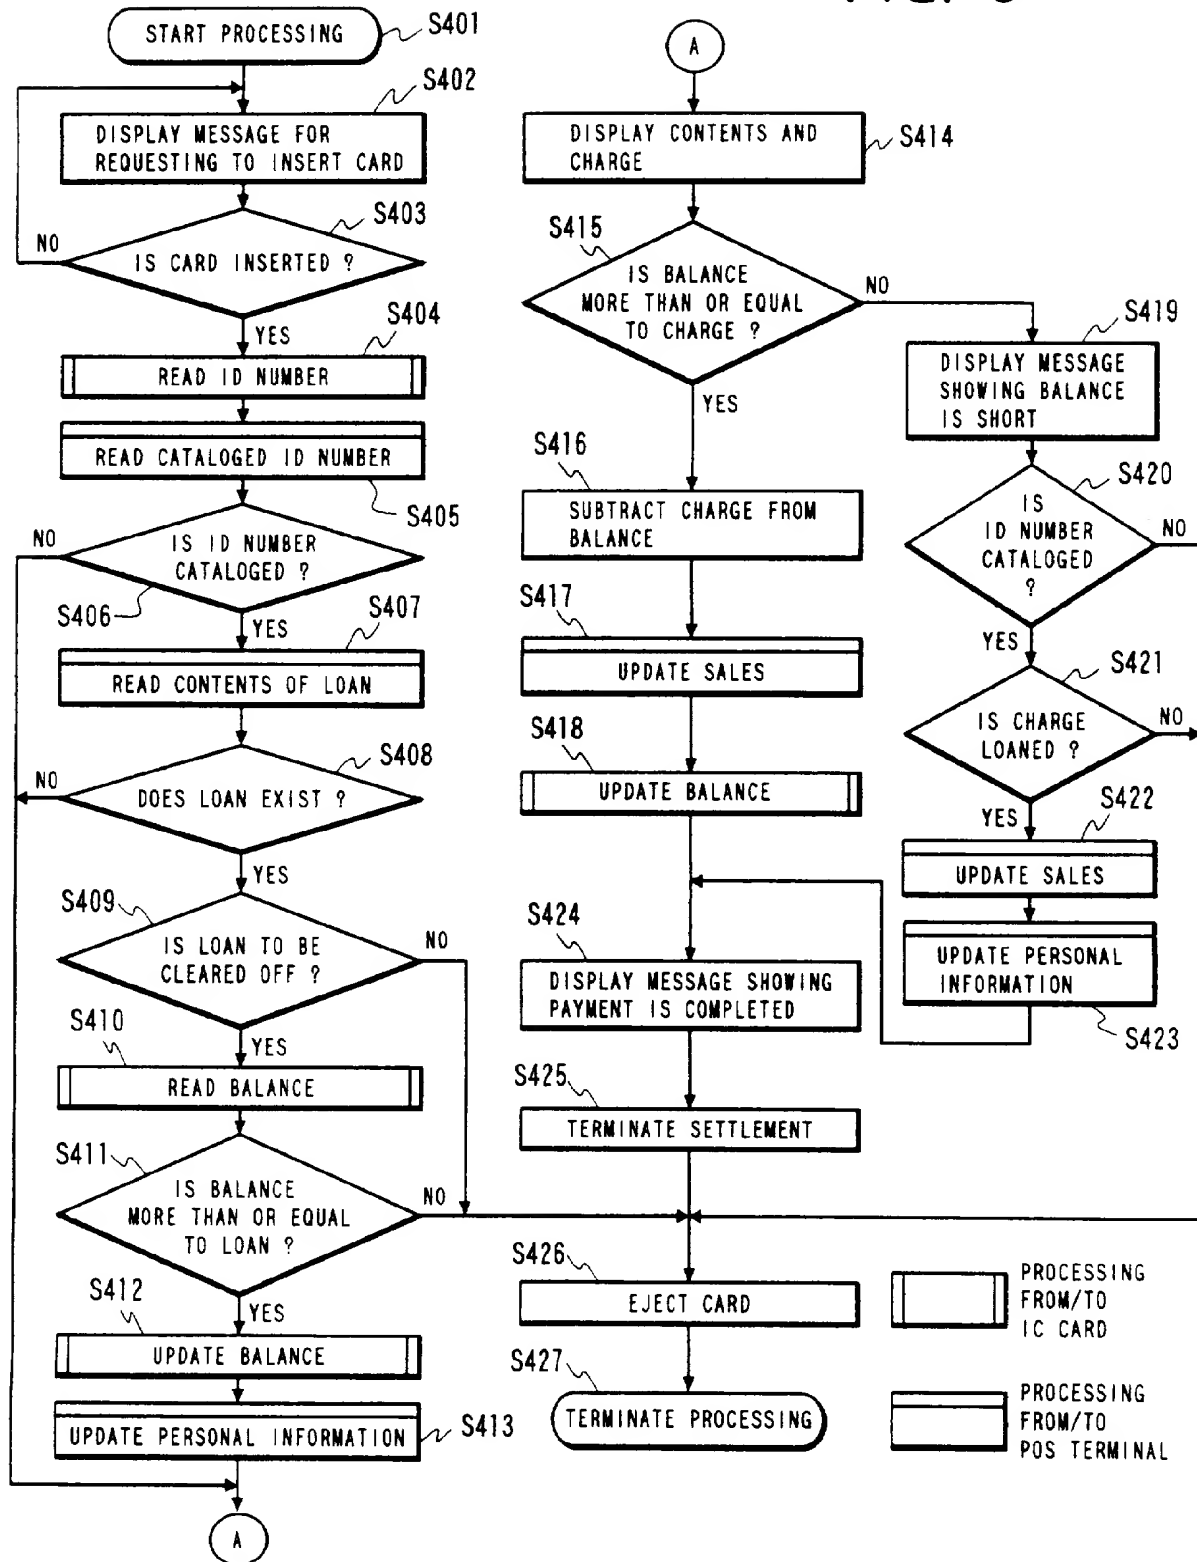 START PROCESSING
S401
S402
DISPLAY MESSAGE FOR
REQUESTING TO INSERT CARD
S403
NO
IS CARD INSERTED ?
S404
YES
READ ID NUMBER
READ CATALOGED ID NUMBER
S405
NO
IS ID NUMBER
CATALOGED ?
S406
YES
S407
READ CONTENTS OF LOAN
S408
NO
DOES LOAN EXIST ?
YES
S409
IS LOAN TO BE
CLEARED OFF ?
NO
S410
YES
READ BALANCE
S411
IS BALANCE
MORE THAN OR EQUAL
TO LOAN ?
NO
S412
YES
UPDATE BALANCE
UPDATE PERSONAL INFORMATION
S413
A
A
DISPLAY CONTENTS AND
CHARGE
S414
S415
IS BALANCE
MORE THAN OR EQUAL
TO CHARGE ?
NO
YES
S416
SUBTRACT CHARGE FROM
BALANCE
S417
UPDATE SALES
S418
UPDATE BALANCE
S424
DISPLAY MESSAGE SHOWING
PAYMENT IS COMPLETED
S425
TERMINATE SETTLEMENT
S426
EJECT CARD
S427
TERMINATE PROCESSING
S419
DISPLAY MESSAGE
SHOWING BALANCE
IS SHORT
S420
IS
ID NUMBER
CATALOGED
?
NO
YES
S421
IS CHARGE
LOANED ?
NO
YES
S422
UPDATE SALES
UPDATE PERSONAL
INFORMATION
S423
PROCESSING
FROM/TO
IC CARD
PROCESSING
FROM/TO
POS TERMINAL